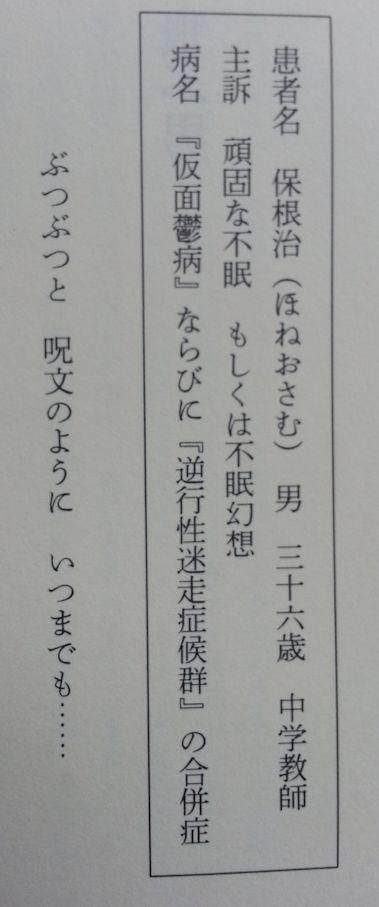 患者名　保根治（ほねおさむ）　男　三十六歳　中学教師
主訴　頑固な不眠　もしくは不眠幻想
病名　『仮面鬱病』ならびに『逆行性迷走症候群』の合併症
ぶつぶつと　呪文のように　いつまでも……